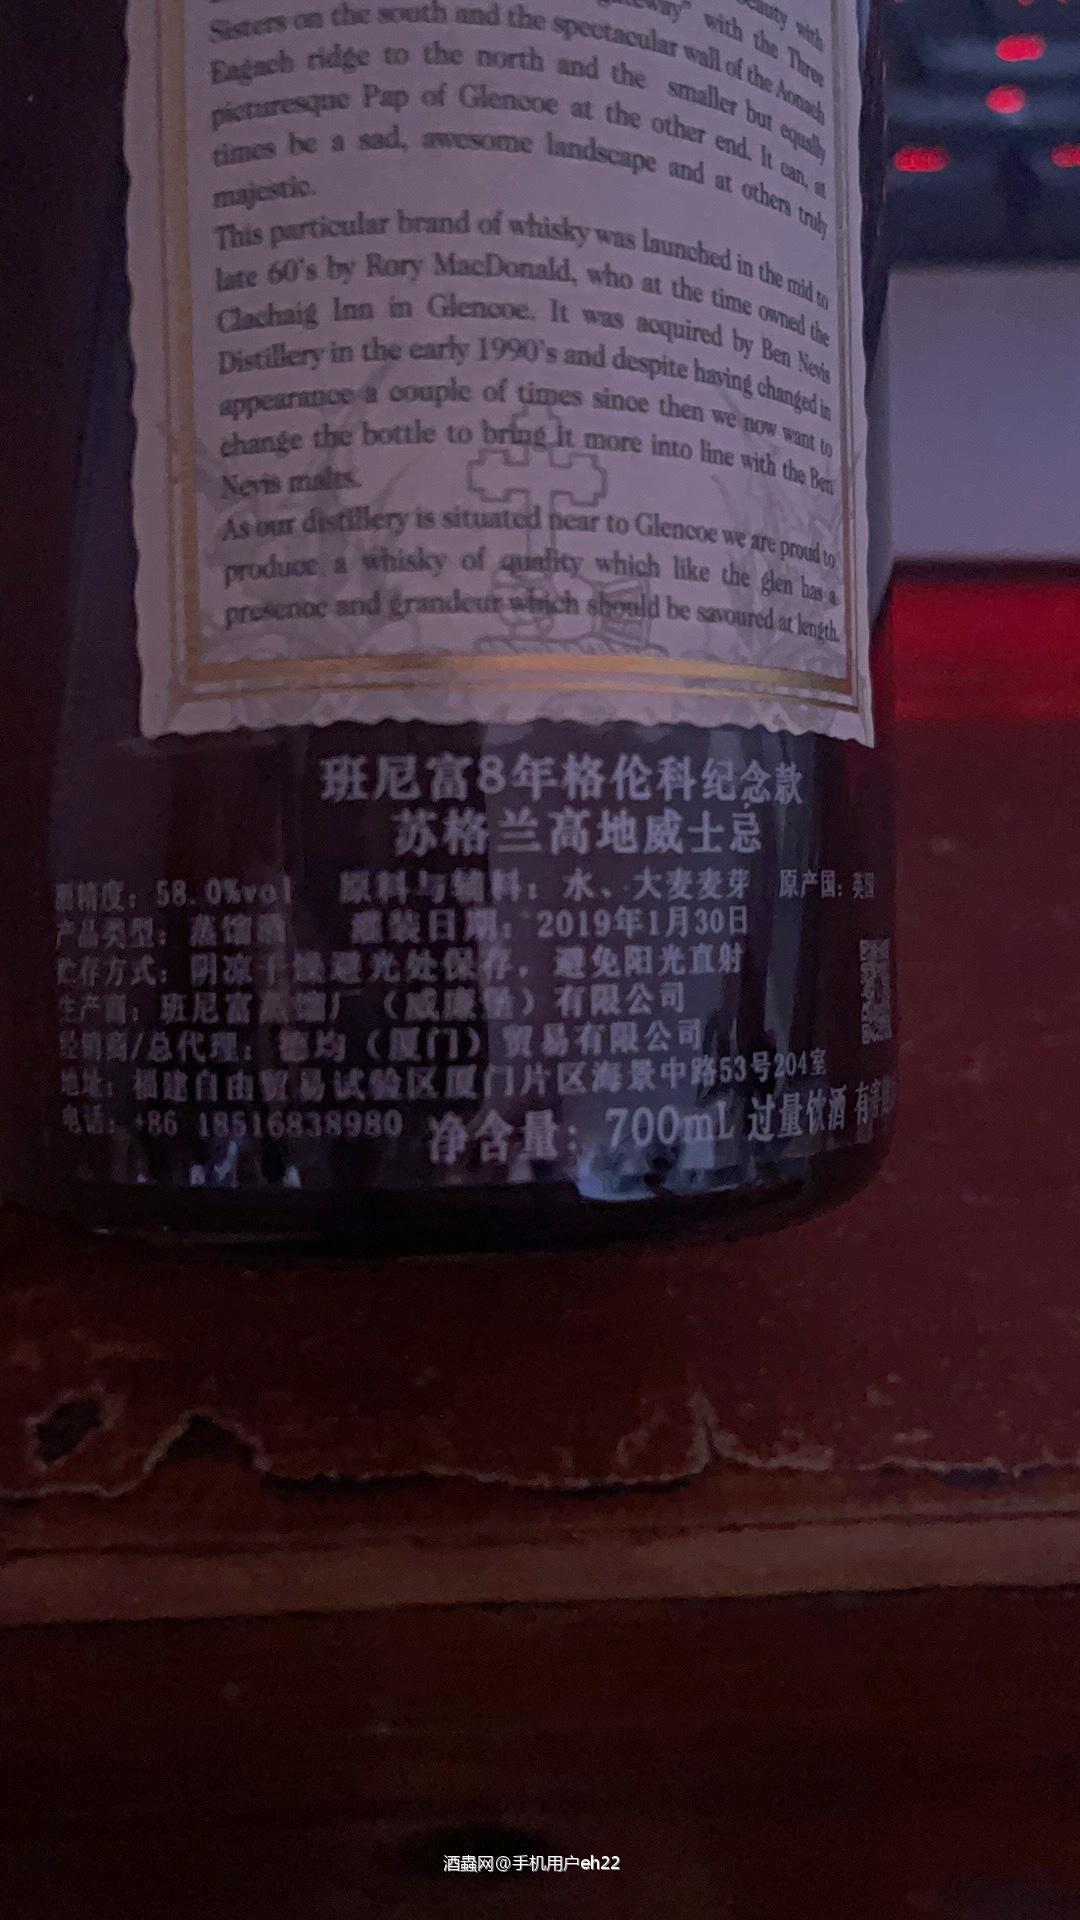 beauty with
gateway" with the Three
Sisters on the south and the spectacular wall of the Aonach
Eagach ridge to the north and the smaller but equally
picturesque Pap of Glencoe at the other end. It can, at
times be a sad, awesome landscape and at others truly
majestic.
This particular brand of whisky was launched in the mid to
late 60's by Rory MacDonald, who at the time owned the
Clachaig Inn in Glencoe. It was acquired by Ben Nevis
Distillery in the early 1990's and despite having changed in
appearance a couple of times since then we now want to
change the bottle to bring it more into line with the Ben
Nevis malts.
As our distillery is situated near to Glencoe we are proud to
produce a whisky of quality which like the glen has a
presence and grandeur which should be savoured at length.
班尼富8年格伦科纪念款
苏格兰高地威士忌
酒精度：58.0%vol 原料与辅料：水、大麦麦芽 原产国：英国
产品类型：蒸馏酒 灌装日期：2019年1月30日
贮存方式：阴凉干燥避光处保存，避免阳光直射
生产商：班尼富蒸馏厂（威廉堡）有限公司
经销商/总代理：德均（厦门）贸易有限公司
地址：福建自由贸易试验区厦门片区海景中路53号204室
电话：+86 18516838980 净含量：700mL 过量饮酒 有害
酒蟲网@手机用户eh22